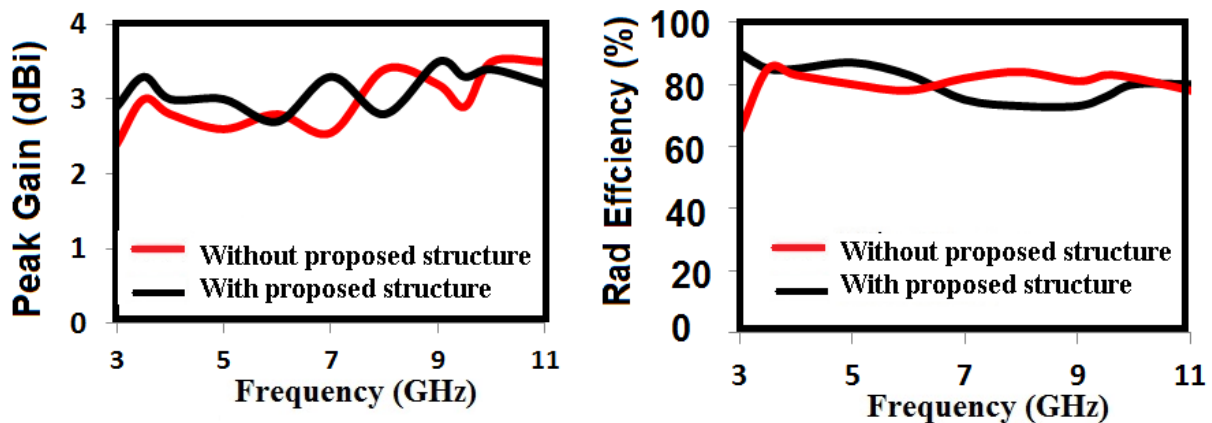 Peak Gain (dBi)
4
3
2
1
0
Without proposed structure
With proposed structure
3 5 7 9 11
Frequency (GHz)
Rad Effciency (%)
100
80
60
40
20
0
Without proposed structure
With proposed structure
3 5 7 9 11
Frequency (GHz)